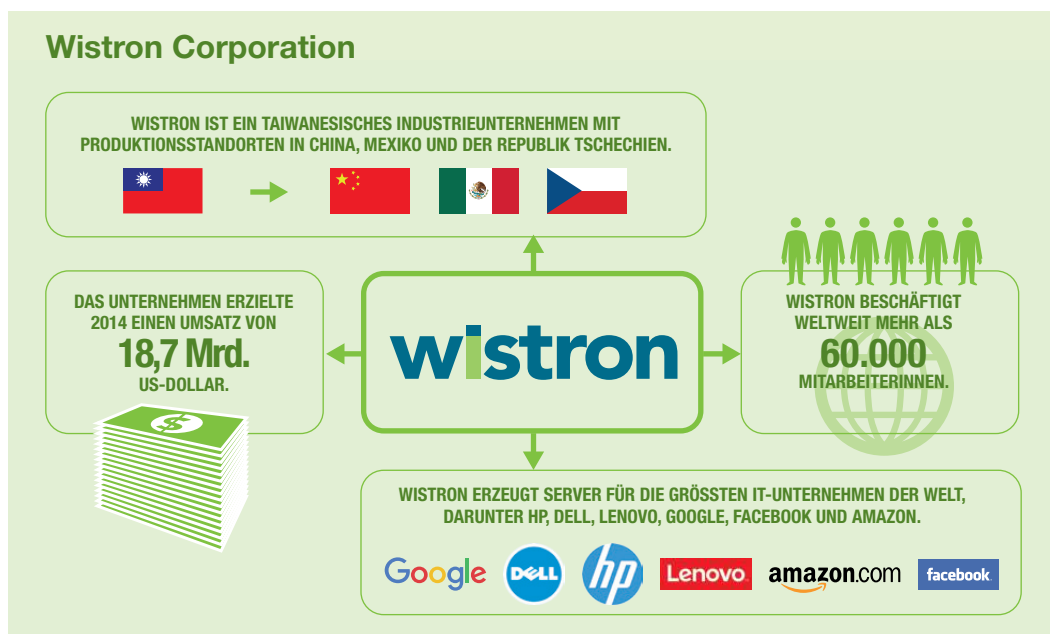 Wistron Corporation
WISTRON IST EIN TAIWANESISCHES INDUSTRIEUNTERNEHMEN MIT
PRODUKTIONSSTANDORTEN IN CHINA, MEXIKO UND DER REPUBLIK TSCHECHIEN.
DAS UNTERNEHMEN ERZIELTE
2014 EINEN UMSATZ VON
18,7 Mrd.
US-DOLLAR.
$
wistron
WISTRON BESCHÄFTIGT
WELTWEIT MEHR ALS
60.000
MITARBEITERINNEN.
WISTRON ERZEUGT SERVER FÜR DIE GRÖSSTEN IT-UNTERNEHMEN DER WELT,
DARUNTER HP, DELL, LENOVO, GOOGLE, FACEBOOK UND AMAZON.
Google DELL hp Lenovo amazon.com facebook